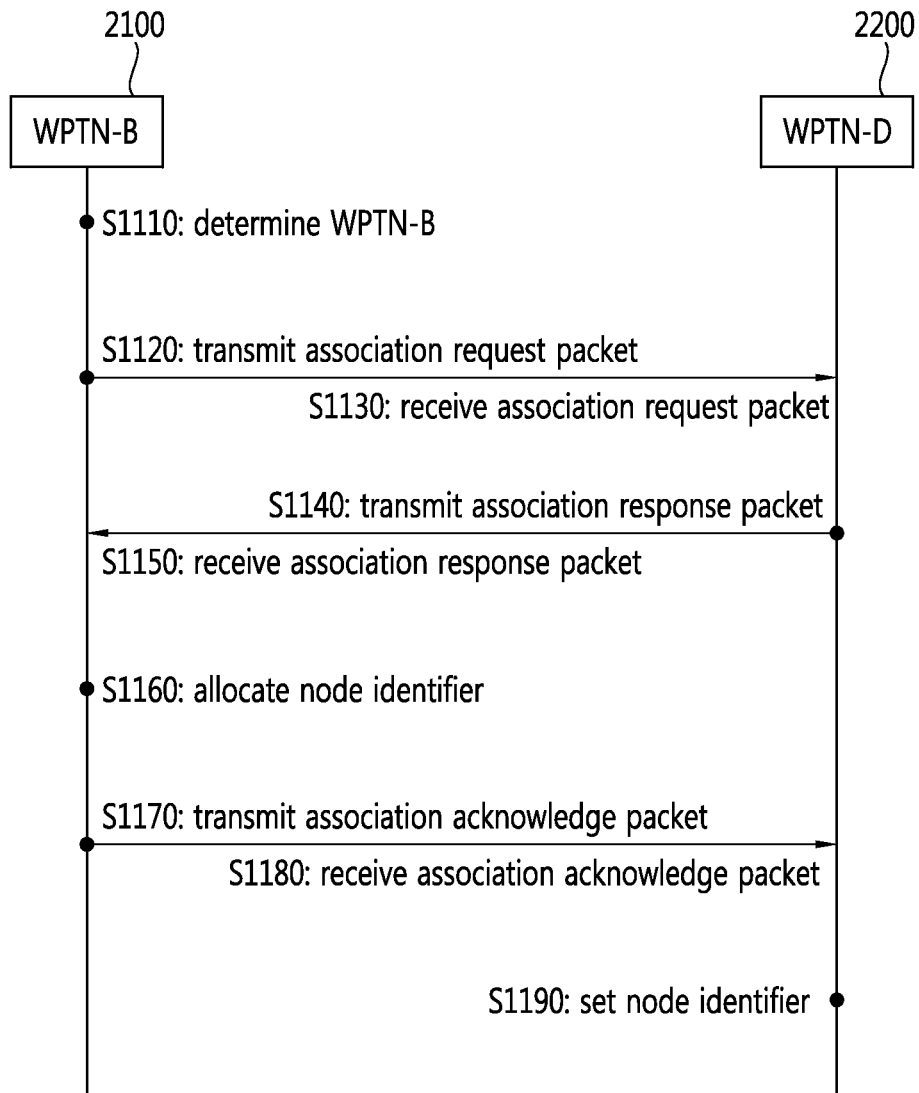 2100
2200
WPTN-B
WPTN-D
S1110: determine WPTN-B
S1120: transmit association request packet
S1130: receive association request packet
S1140: transmit association response packet
S1150: receive association response packet
S1160: allocate node identifier
S1170: transmit association acknowledge packet
S1180: receive association acknowledge packet
S1190: set node identifier